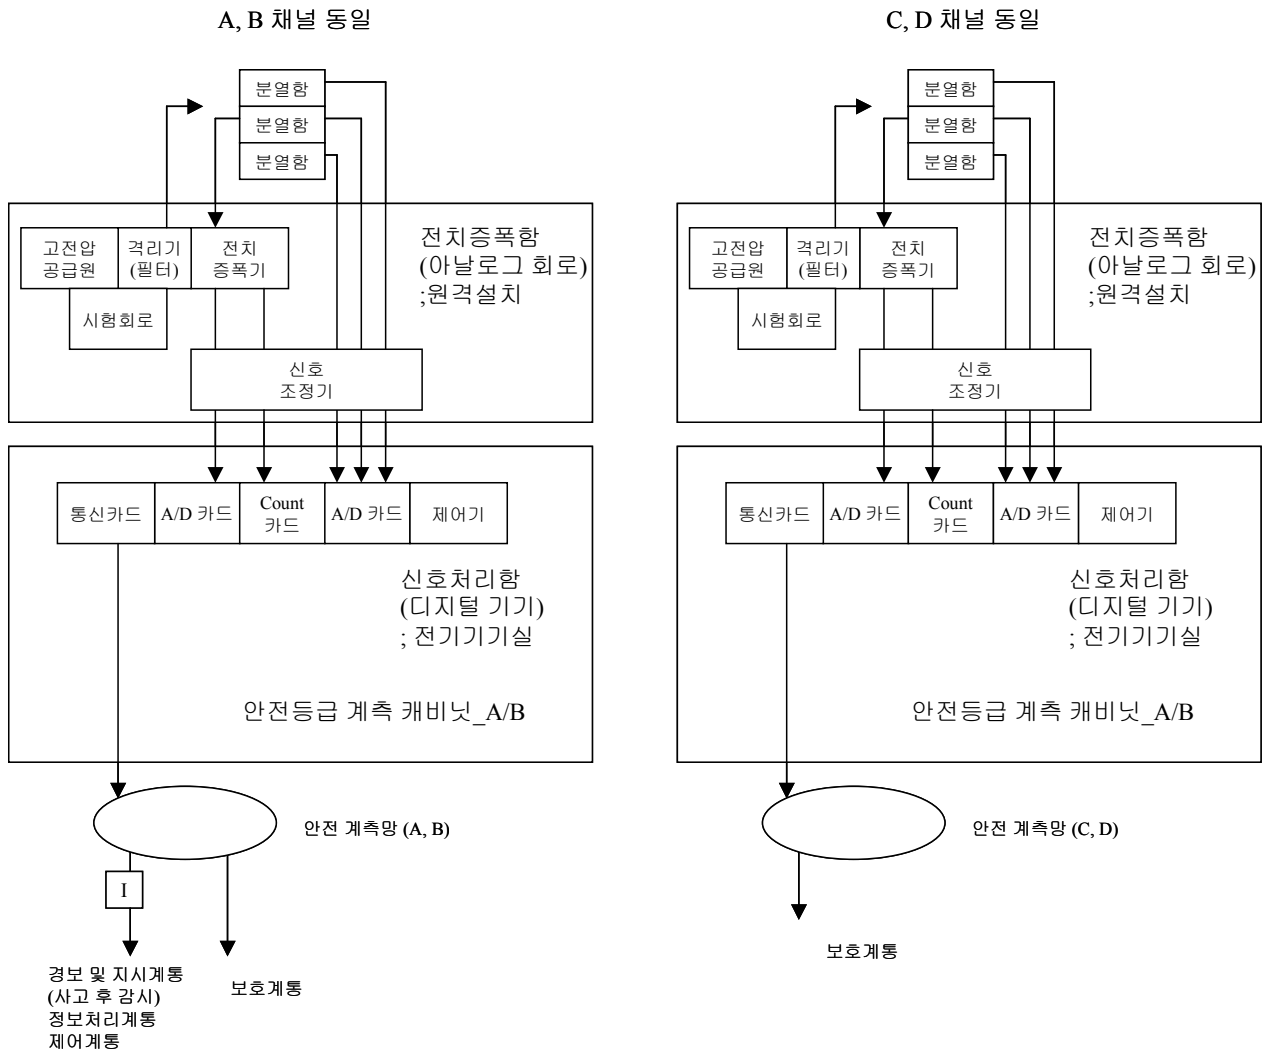 A, B 채널 동일
분열함
분열함
분열함
고전압
공급원
격리기
(필터)
전치
증폭기
시험회로
신호
조정기
전치증폭함
(아날로그 회로)
;원격설치
통신카드
A/D 카드
Count
카드
A/D 카드
제어기
신호처리함
(디지털 기기)
; 전기기기실
안전등급 계측 캐비닛_A/B
안전 계측망 (A, B)
I
경보 및 지시계통
(사고 후 감시)
정보처리계통
제어계통
보호계통
C, D 채널 동일
분열함
분열함
분열함
고전압
공급원
격리기
(필터)
전치
증폭기
시험회로
신호
조정기
전치증폭함
(아날로그 회로)
;원격설치
통신카드
A/D 카드
Count
카드
A/D 카드
제어기
신호처리함
(디지털 기기)
; 전기기기실
안전등급 계측 캐비닛_A/B
안전 계측망 (C, D)
보호계통